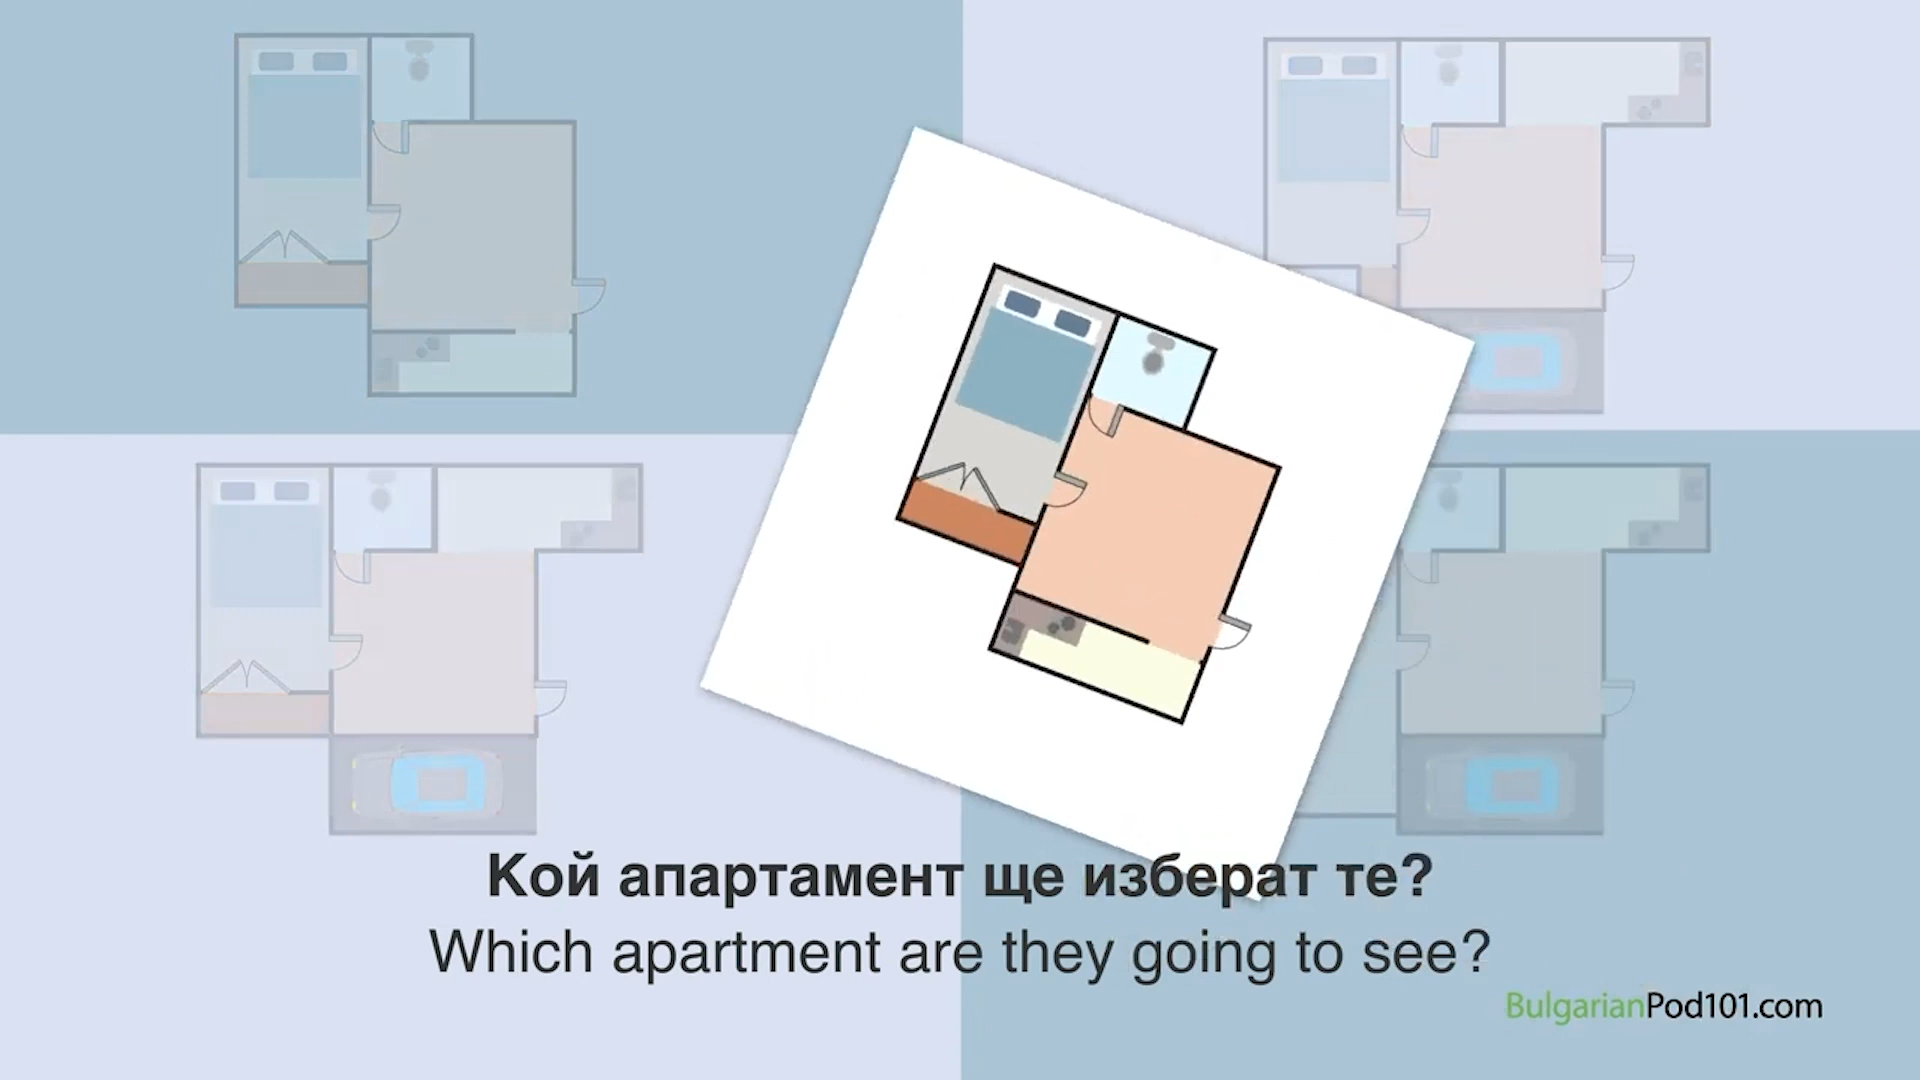 Кой апартамент ще изберат те?
Which apartment are they going to see?
BulgarianPod101.com